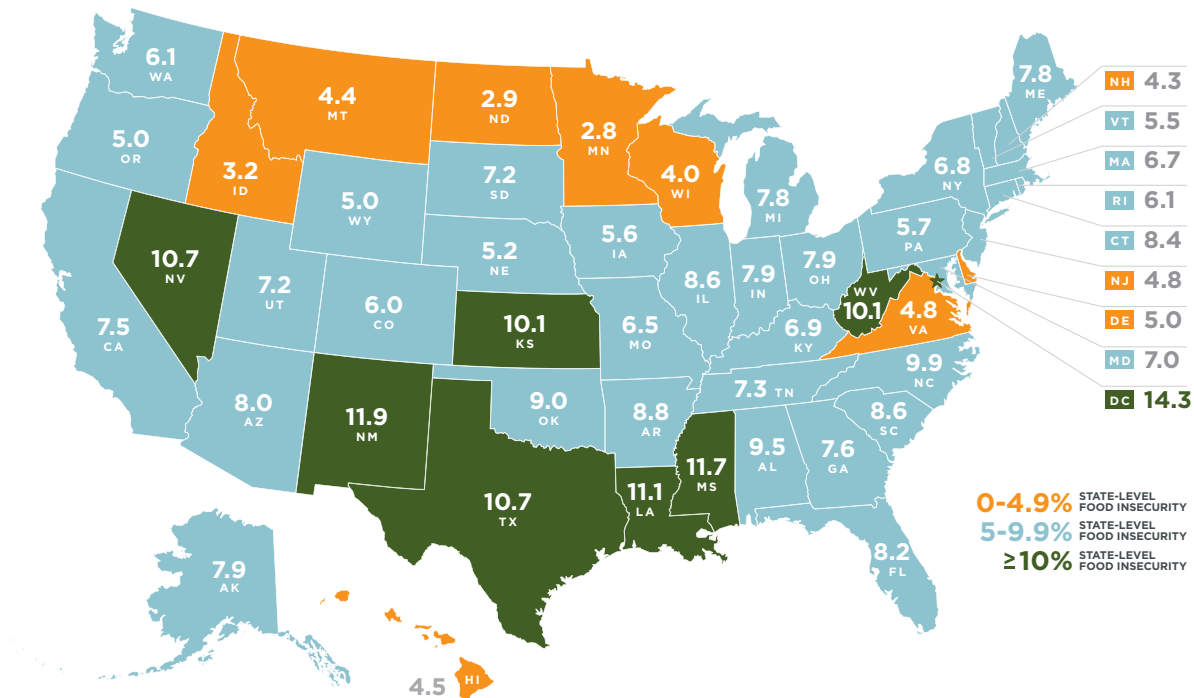 6.1
WA
5.0
OR
7.5
CA
10.7
NV
3.2
ID
4.4
MT
5.0
WY
7.2
UT
6.0
CO
8.0
AZ
11.9
NM
2.9
ND
7.2
SD
5.2
NE
10.1
KS
9.0
OK
10.7
TX
2.8
MN
5.6
IA
6.5
MO
8.8
AR
11.1
LA
4.0
WI
8.6
IL
7.8
MI
7.9
IN
7.9
OH
6.9
KY
7.3 TN
11.7
MS
9.5
AL
7.6
GA
8.2
FL
8.6
SC
9.9
NC
4.8
VA
WV
10.1
5.7
PA
6.8
NY
7.8
ME
NH 4.3
VT 5.5
MA 6.7
RI 6.1
CT 8.4
NJ 4.8
DE 5.0
MD 7.0
DC 14.3
7.9
AK
4.5 HI
0-4.9% STATE-LEVEL
FOOD INSECURITY
5-9.9% STATE-LEVEL
FOOD INSECURITY
≥10% STATE-LEVEL
FOOD INSECURITY